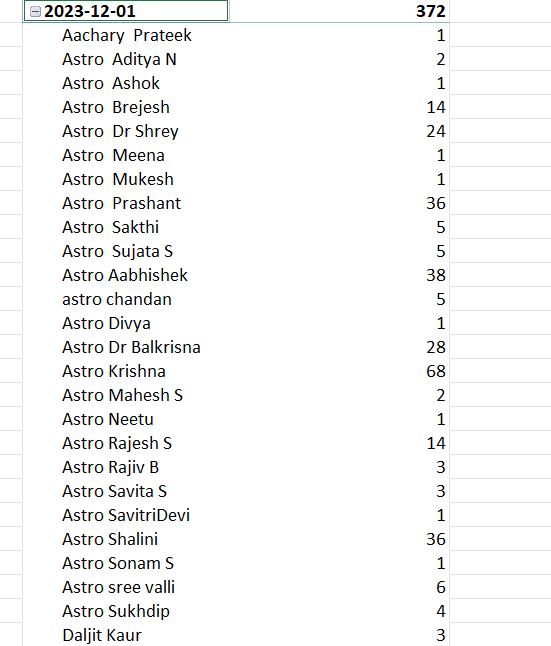 2023-12-01 372
Aachary  Prateek 1
Astro  Aditya N 2
Astro  Ashok 1
Astro  Brejesh 14
Astro  Dr Shrey 24
Astro  Meena 1
Astro  Mukesh 1
Astro  Prashant 36
Astro  Sakthi 5
Astro  Sujata S 5
Astro Aabhishek 38
astro chandan 5
Astro Divya 1
Astro Dr Balkrisna 28
Astro Krishna 68
Astro Mahesh S 2
Astro Neetu 1
Astro Rajesh S 14
Astro Rajiv B 3
Astro Savita S 3
Astro SavitriDevi 1
Astro Shalini 36
Astro Sonam S 1
Astro sree valli 6
Astro Sukhdip 4
Daljit Kaur 3